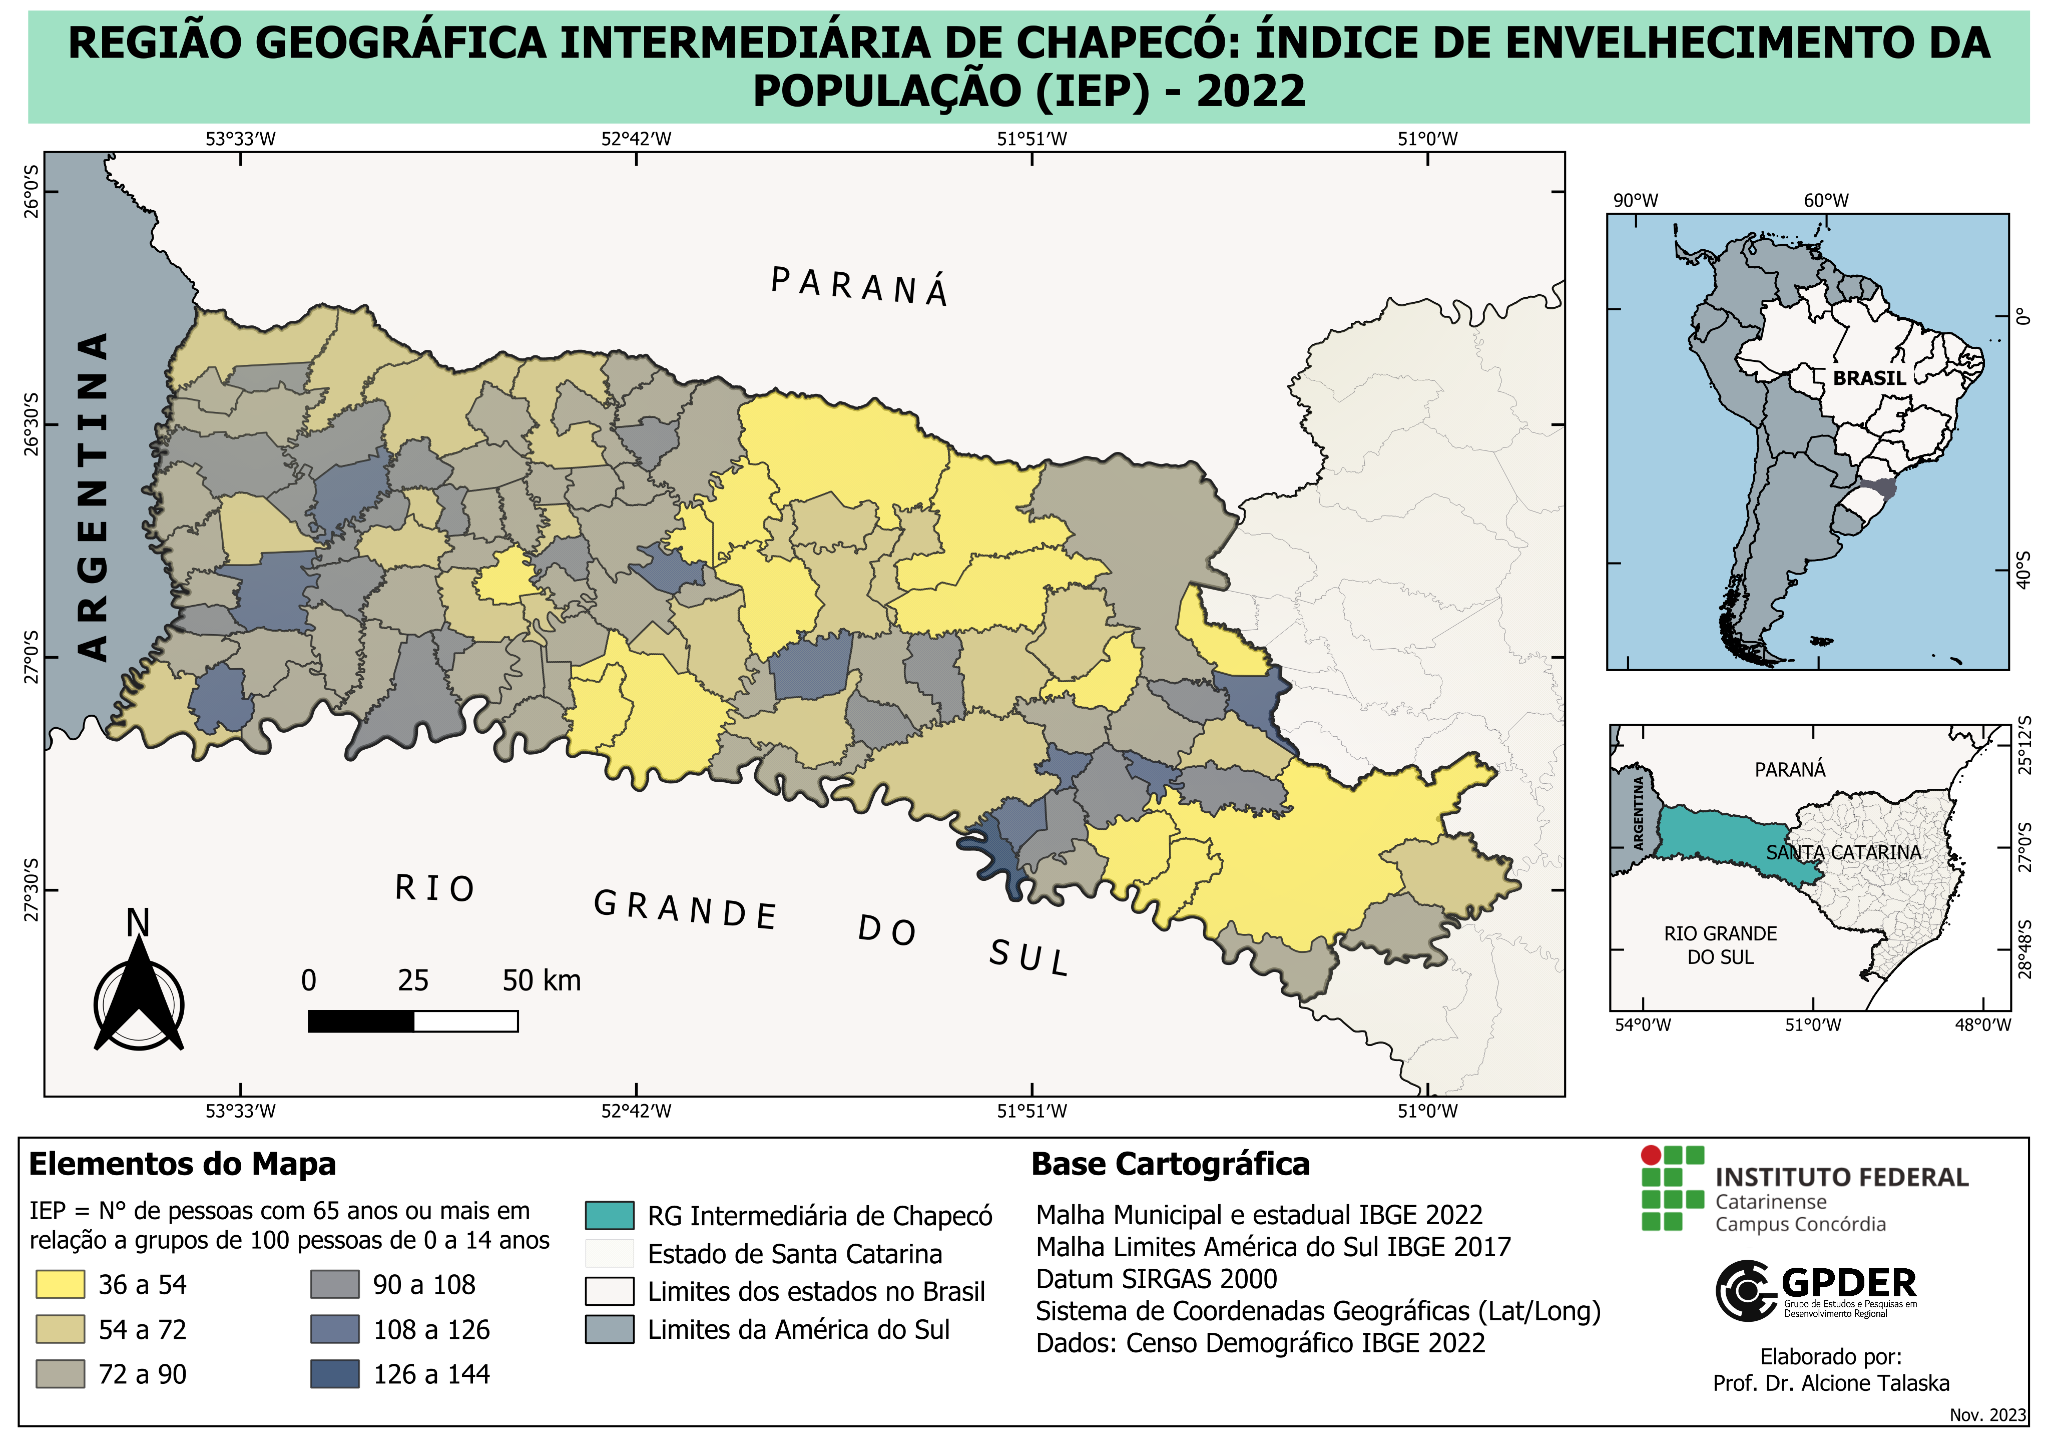 REGIÃO GEOGRÁFICA INTERMEDIÁRIA DE CHAPECÓ: ÍNDICE DE ENVELHECIMENTO DA
POPULAÇÃO (IEP) - 2022
53°33'W
52°42'W
51°51'W
51°0'W
26°0'S
26°30'S
27°0'S
27°30'S
ARGENTINA
PARANÁ
RIO GRANDE DO SUL
N
0 25 50 km
53°33'W
52°42'W
51°51'W
51°0'W
90°W
60°W
0°
40°S
BRASIL
25°12'S
27°0'S
28°48'S
PARANÁ
ARGENTINA
SANTA CATARINA
RIO GRANDE
DO SUL
54°0'W
51°0'W
48°0'W
Elementos do Mapa
IEP = N° de pessoas com 65 anos ou mais em
relação a grupos de 100 pessoas de 0 a 14 anos
36 a 54
54 a 72
72 a 90
90 a 108
108 a 126
126 a 144
RG Intermediária de Chapecó
Estado de Santa Catarina
Limites dos estados no Brasil
Limites da América do Sul
Base Cartográfica
Malha Municipal e estadual IBGE 2022
Malha Limites América do Sul IBGE 2017
Datum SIRGAS 2000
Sistema de Coordenadas Geográficas (Lat/Long)
Dados: Censo Demográfico IBGE 2022
INSTITUTO FEDERAL
Catarinense
Campus Concórdia
GPDER
Grupo de Estudos e Pesquisas em
Desenvolvimento Regional
Elaborado por:
Prof. Dr. Alcione Talaska
Nov. 2023